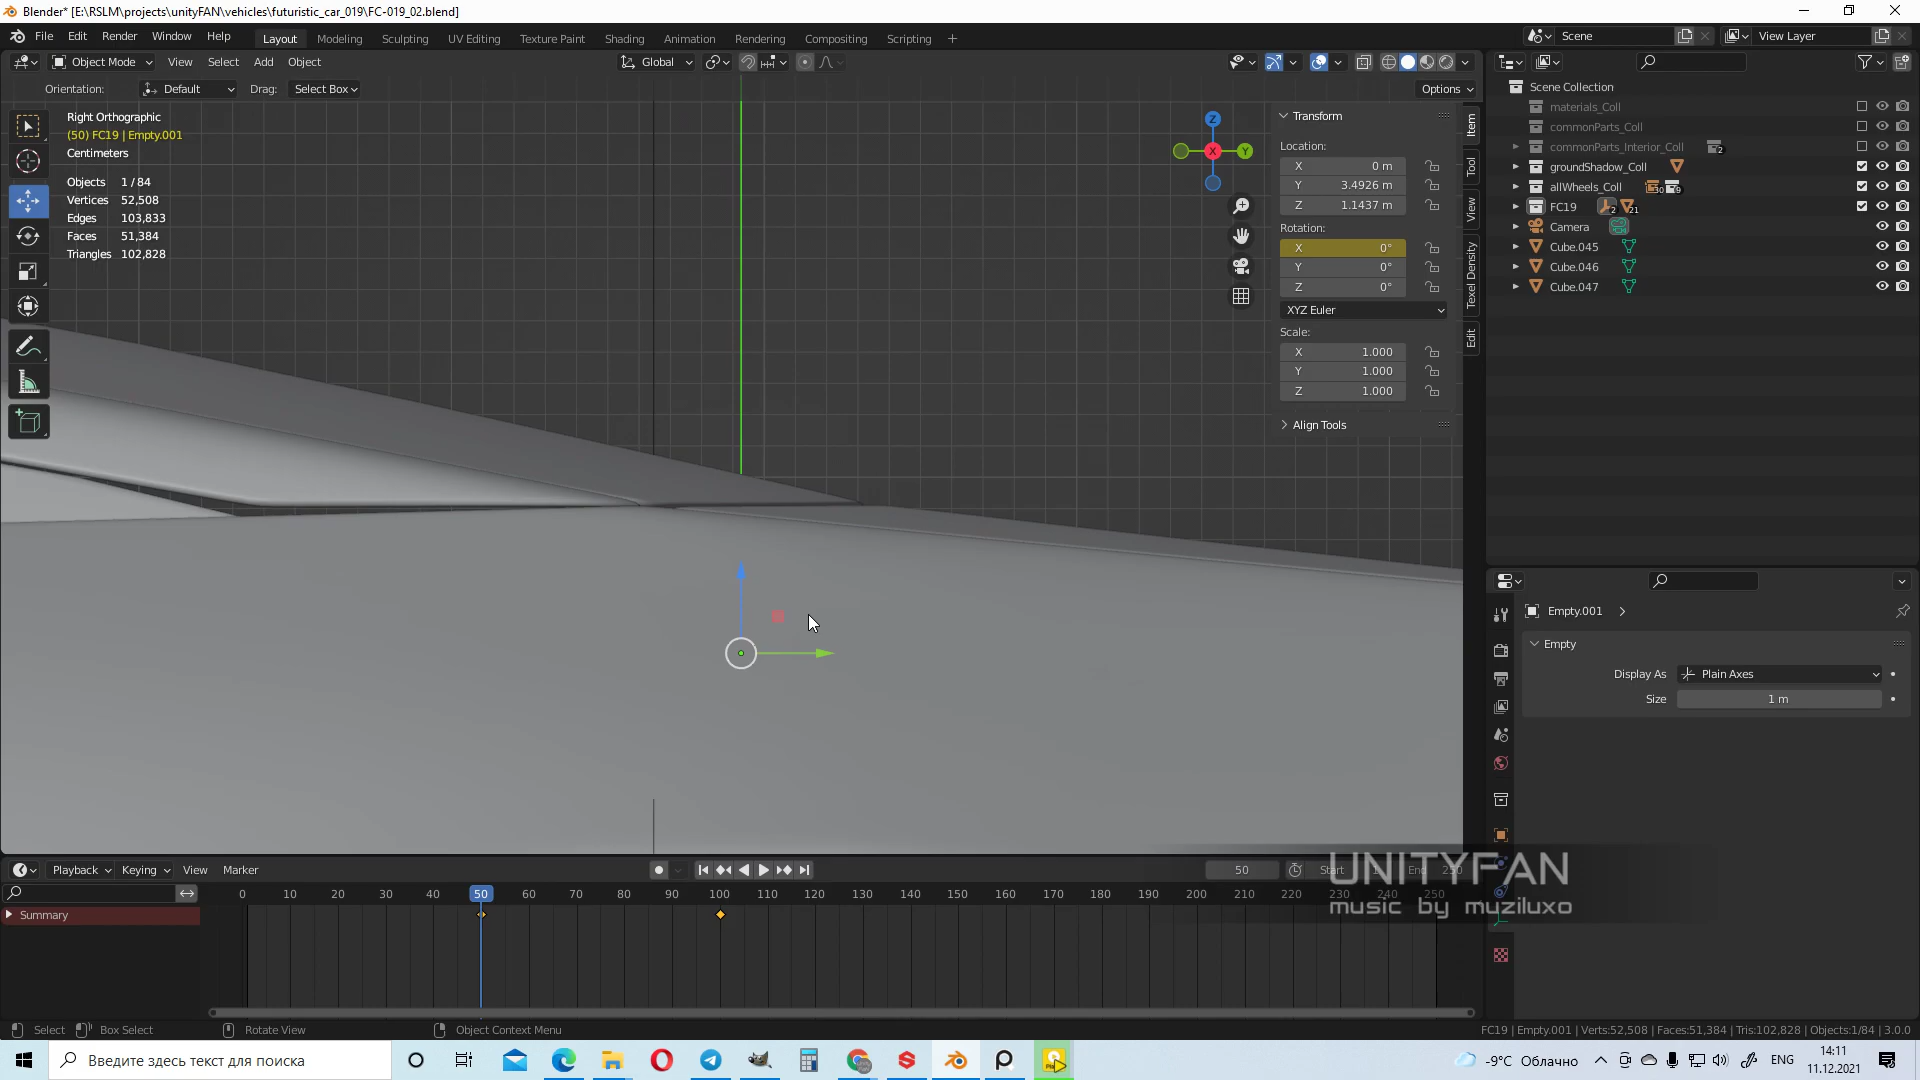 Blender* [E:\RSLM\projects\unityFAN\vehicles\futuristic_car_019\FC-019_02.blend]
File Edit Render Window Help
Layout Modeling Sculpting UV Editing Texture Paint Shading Animation Rendering Compositing Scripting
Scene
View Layer
Object Mode View Select Add Object
Global
Orientation: Default Drag: Select Box
Options
Right Orthographic
(50) FC19 | Empty.001
Centimeters
Objects 1 / 84
Vertices 52,508
Edges 103,833
Faces 51,384
Triangles 102,828
Z
X
Y
Transform
Location:
X 0 m
Y 3.4926 m
Z 1.1437 m
Rotation:
X 0°
Y 0°
Z 0°
XYZ Euler
Scale:
X 1.000
Y 1.000
Z 1.000
Align Tools
Item
Tool
View
Texel Density
Edit
Scene Collection
materials_Coll
commonParts_Coll
commonParts_Interior_Coll 2
groundShadow_Coll
allWheels_Coll 30 9
FC19 2 21
Camera
Cube.045
Cube.046
Cube.047
Empty.001
Empty
Display As Plain Axes
Size 1 m
Playback Keying View Marker
50 Start 1 End 250
0 10 20 30 40 50 60 70 80 90 100 110 120 130 140 150 160 170 180 190 200 210 220 230 240 250
Summary
UNITYFAN
music by muziluxo
Select Box Select Rotate View Object Context Menu
FC19 | Empty.001 | Verts:52,508 | Faces:51,384 | Tris:102,828 | Objects:1/84 | 3.0.0
Введите здесь текст для поиска
-9°C Облачно
ENG
14:11
11.12.2021